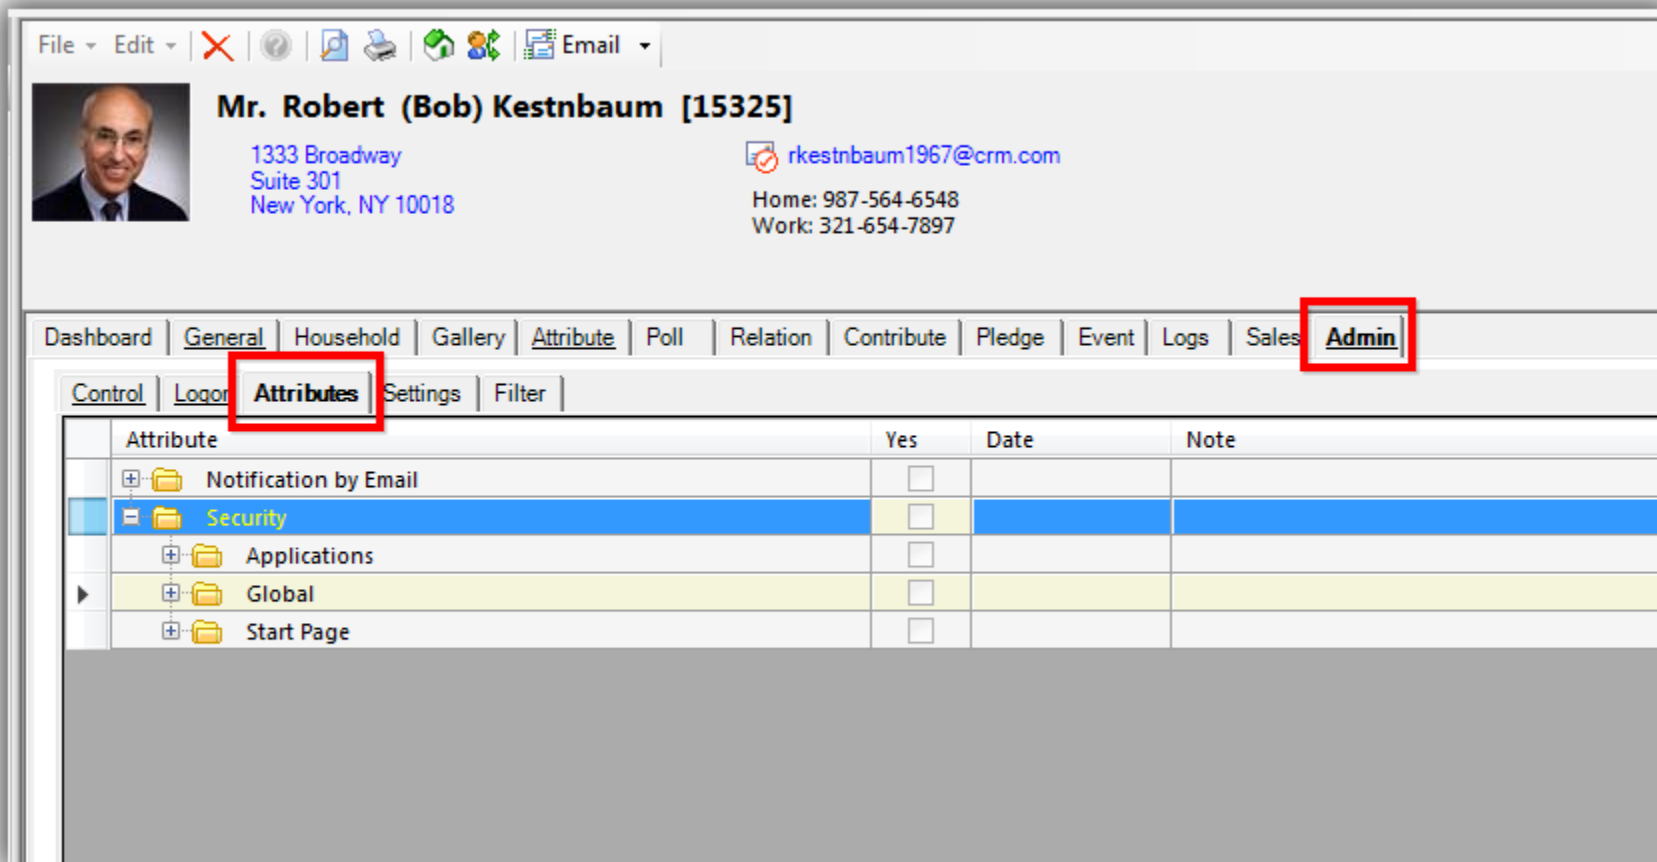 File Edit Email
Mr. Robert (Bob) Kestnbaum [15325]
1333 Broadway
Suite 301
New York, NY 10018
rkestnbaum1967@crm.com
Home: 987-564-6548
Work: 321-654-7897
Dashboard General Household Gallery Attribute Poll Relation Contribute Pledge Event Logs Sales Admin
Control Logon Attributes Settings Filter
Attribute Yes Date Note
Notification by Email
Security
Applications
Global
Start Page